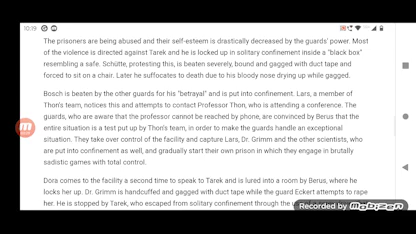 10:19
The prisoners are being abused and their self-esteem is drastically decreased by the guards' power. Most
of the violence is directed against Tarek and he is locked up in solitary confinement inside a "black box"
resembling a safe. Schütte, protesting this, is beaten severely, bound and gagged with duct tape and
forced to sit on a chair. Later he suffocates to death due to his bloody nose drying up while gagged.
Bosch is beaten by the other guards for his "betrayal" and is put into confinement. Lars, a member of
Thon's team, notices this and attempts to contact Professor Thon, who is attending a conference. The
guards, who are aware that the professor cannot be reached by phone, are convinced by Berus that the
entire situation is a test put up by Thon's team, in order to make the guards handle an exceptional
situation. They take over control of the facility and capture Lars, Dr. Grimm and the other scientists, who
are put into confinement as well, and gradually start their own prison in which they engage in brutally
sadistic games with total control.
Dora comes to the facility a second time to speak to Tarek and is lured into a room by Berus, where he
locks her up. Dr. Grimm is handcuffed and gagged with duct tape while the guard Eckert attempts to rape
her. He is stopped by Tarek, who escaped from solitary confinement through the
Recorded by mobizen